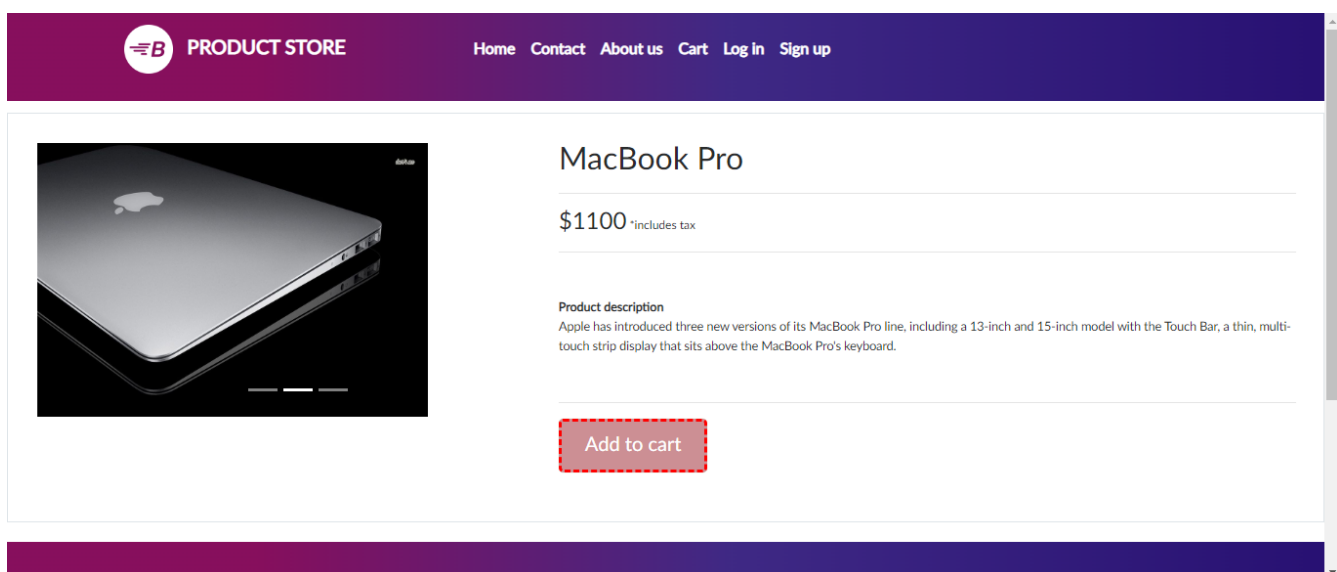 B PRODUCT STORE
Home Contact About us Cart Log in Sign up
MacBook Pro
$1100 *includes tax
Product description
Apple has introduced three new versions of its MacBook Pro line, including a 13-inch and 15-inch model with the Touch Bar, a thin, multi-
touch strip display that sits above the MacBook Pro's keyboard.
Add to cart